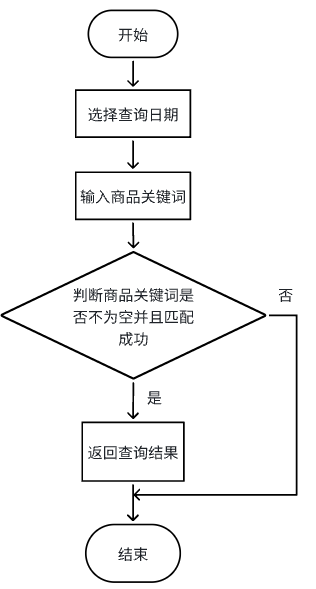 开始
选择查询日期
输入商品关键词
判断商品关键词是
否不为空并且匹配
成功
否
是
返回查询结果
结束